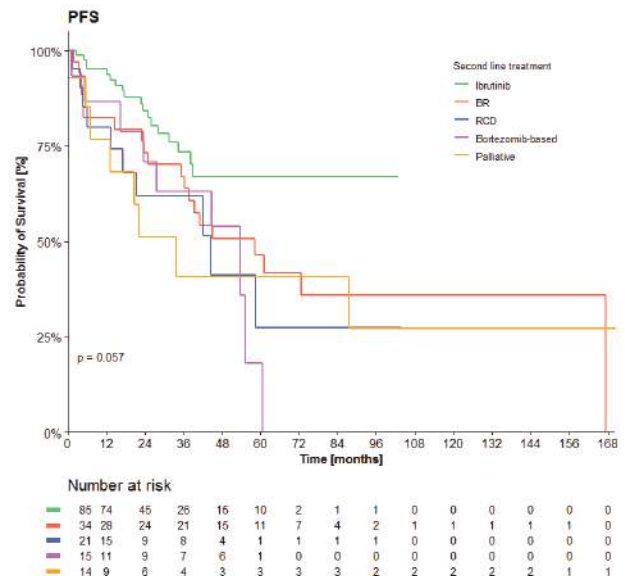 PFS
100%
75%
50%
25%
0%
Probability of Survival [%]
Second line treatment
Ibrutinib
BR
RCD
Bortezomib-based
Palliative
p = 0.057
0 12 24 36 48 60 72 84 96 108 120 132 144 156 168
Time [months]
Number at risk
85 74 45 26 16 10 2 1 1 0 0 0 0 0 0
34 28 24 21 15 11 7 4 2 1 1 1 1 1 0
21 15 9 8 4 1 1 1 1 0 0 0 0 0 0
15 11 9 7 6 1 0 0 0 0 0 0 0 0 0
14 9 6 4 3 3 3 3 2 2 2 2 2 1 1